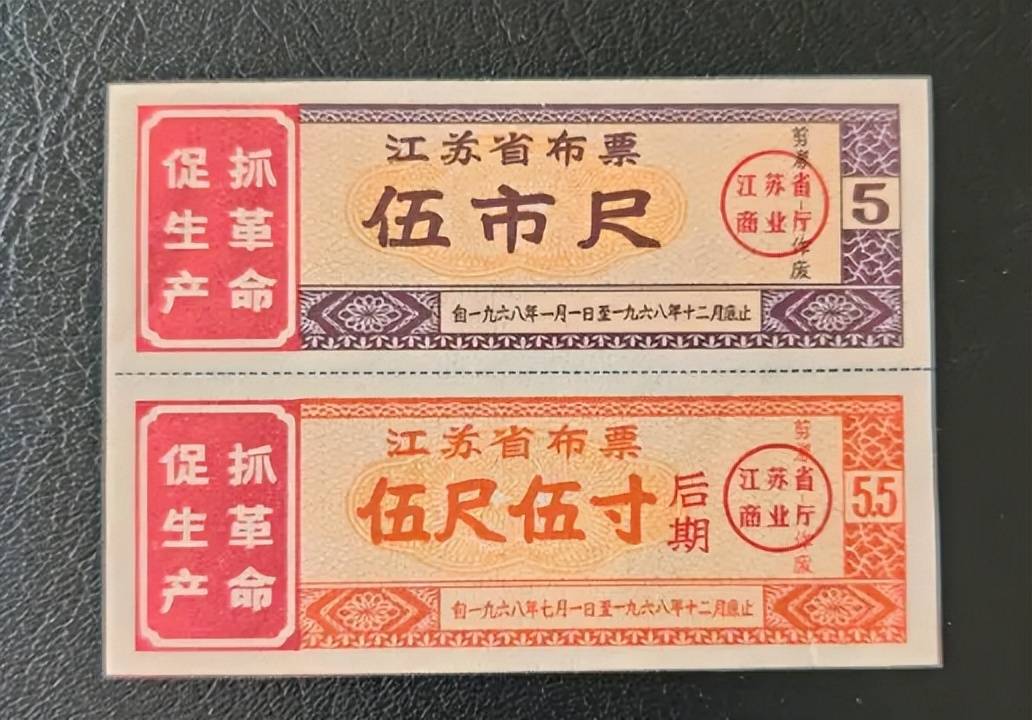 抓革命
促生产
江苏省布票
伍市尺
自一九六八年一月一日至一九六八年十二月底止
江苏省
商业厅
作废
5
抓革命
促生产
江苏省布票
伍尺伍寸
后期
自一九六八年七月一日至一九六八年十二月底止
江苏省
商业厅
作废
5.5